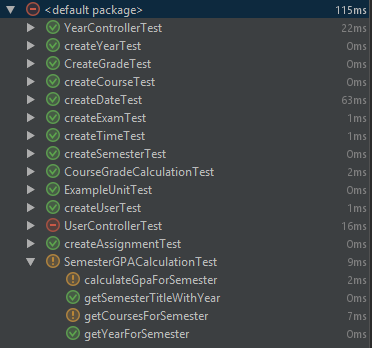 <default package> 115ms
YearControllerTest 22ms
createYearTest 0ms
CreateGradeTest 0ms
createCourseTest 0ms
createDateTest 63ms
createExamTest 1ms
createTimeTest 1ms
createSemesterTest 0ms
CourseGradeCalculationTest 2ms
ExampleUnitTest 0ms
createUserTest 1ms
UserControllerTest 16ms
createAssignmentTest 0ms
SemesterGPACalculationTest 9ms
calculateGpaForSemester 2ms
getSemesterTitleWithYear 0ms
getCoursesForSemester 7ms
getYearForSemester 0ms